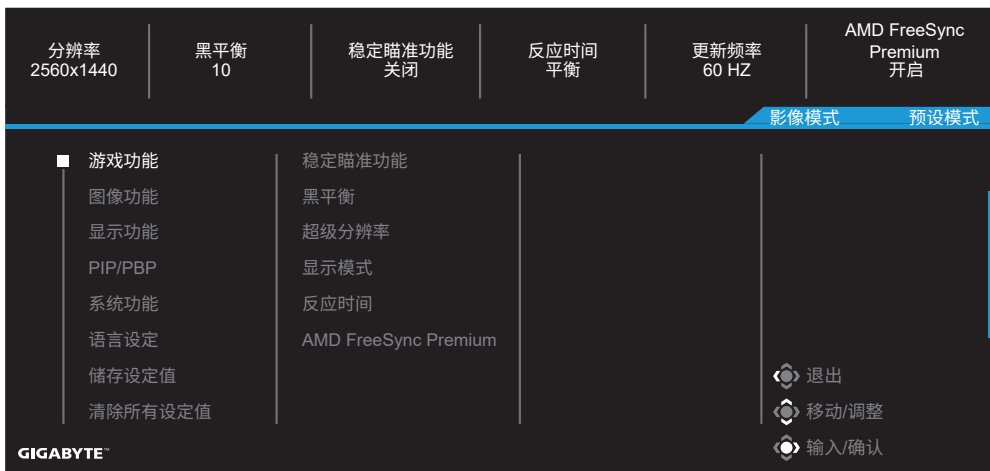 分辨率
2560x1440
黑平衡
10
稳定瞄准功能
关闭
反应时间
平衡
更新频率
60 HZ
AMD FreeSync
Premium
开启
影像模式 预设模式
游戏功能
图像功能
显示功能
PIP/PBP
系统功能
语言设定
储存设定值
清除所有设定值
稳定瞄准功能
黑平衡
超级分辨率
显示模式
反应时间
AMD FreeSync Premium
退出
移动/调整
输入/确认
GIGABYTE™